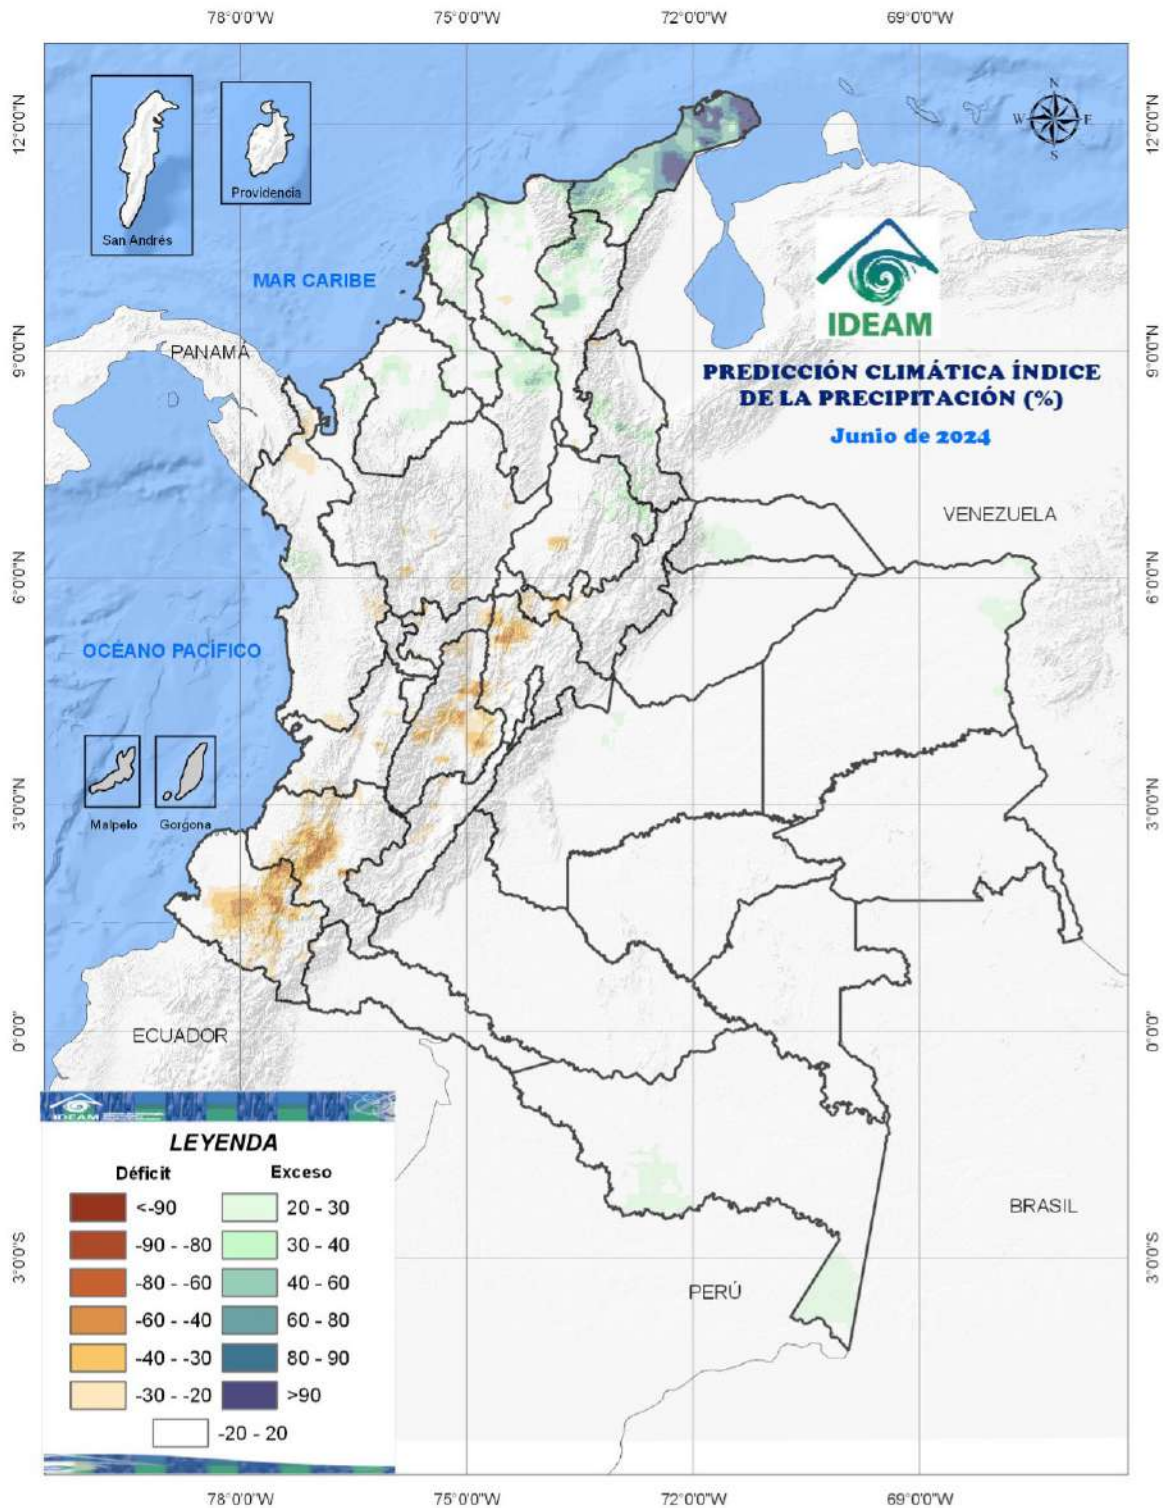 78°0'0"W 75°0'0"W 72°0'0"W 69°0'0"W
12°0'0"N
12°0'0"N
N
W E
S
San Andrés
Providencia
MAR CARIBE
IDEAM
PANAMÁ
9°0'0"N
9°0'0"N
PREDICCIÓN CLIMÁTICA ÍNDICE
DE LA PRECIPITACIÓN (%)
Junio de 2024
VENEZUELA
6°0'0"N
6°0'0"N
OCÉANO PACÍFICO
Malpelo
Gorgona
3°0'0"N
3°0'0"N
ECUADOR
0°0'0"
0°0'0"
IDEAM
LEYENDA
Déficit Exceso
<-90 20 - 30
-90 - -80 30 - 40
-80 - -60 40 - 60
-60 - -40 60 - 80
-40 - -30 80 - 90
-30 - -20 >90
-20 - 20
BRASIL
PERÚ
3°0'0"S
3°0'0"S
78°0'0"W 75°0'0"W 72°0'0"W 69°0'0"W